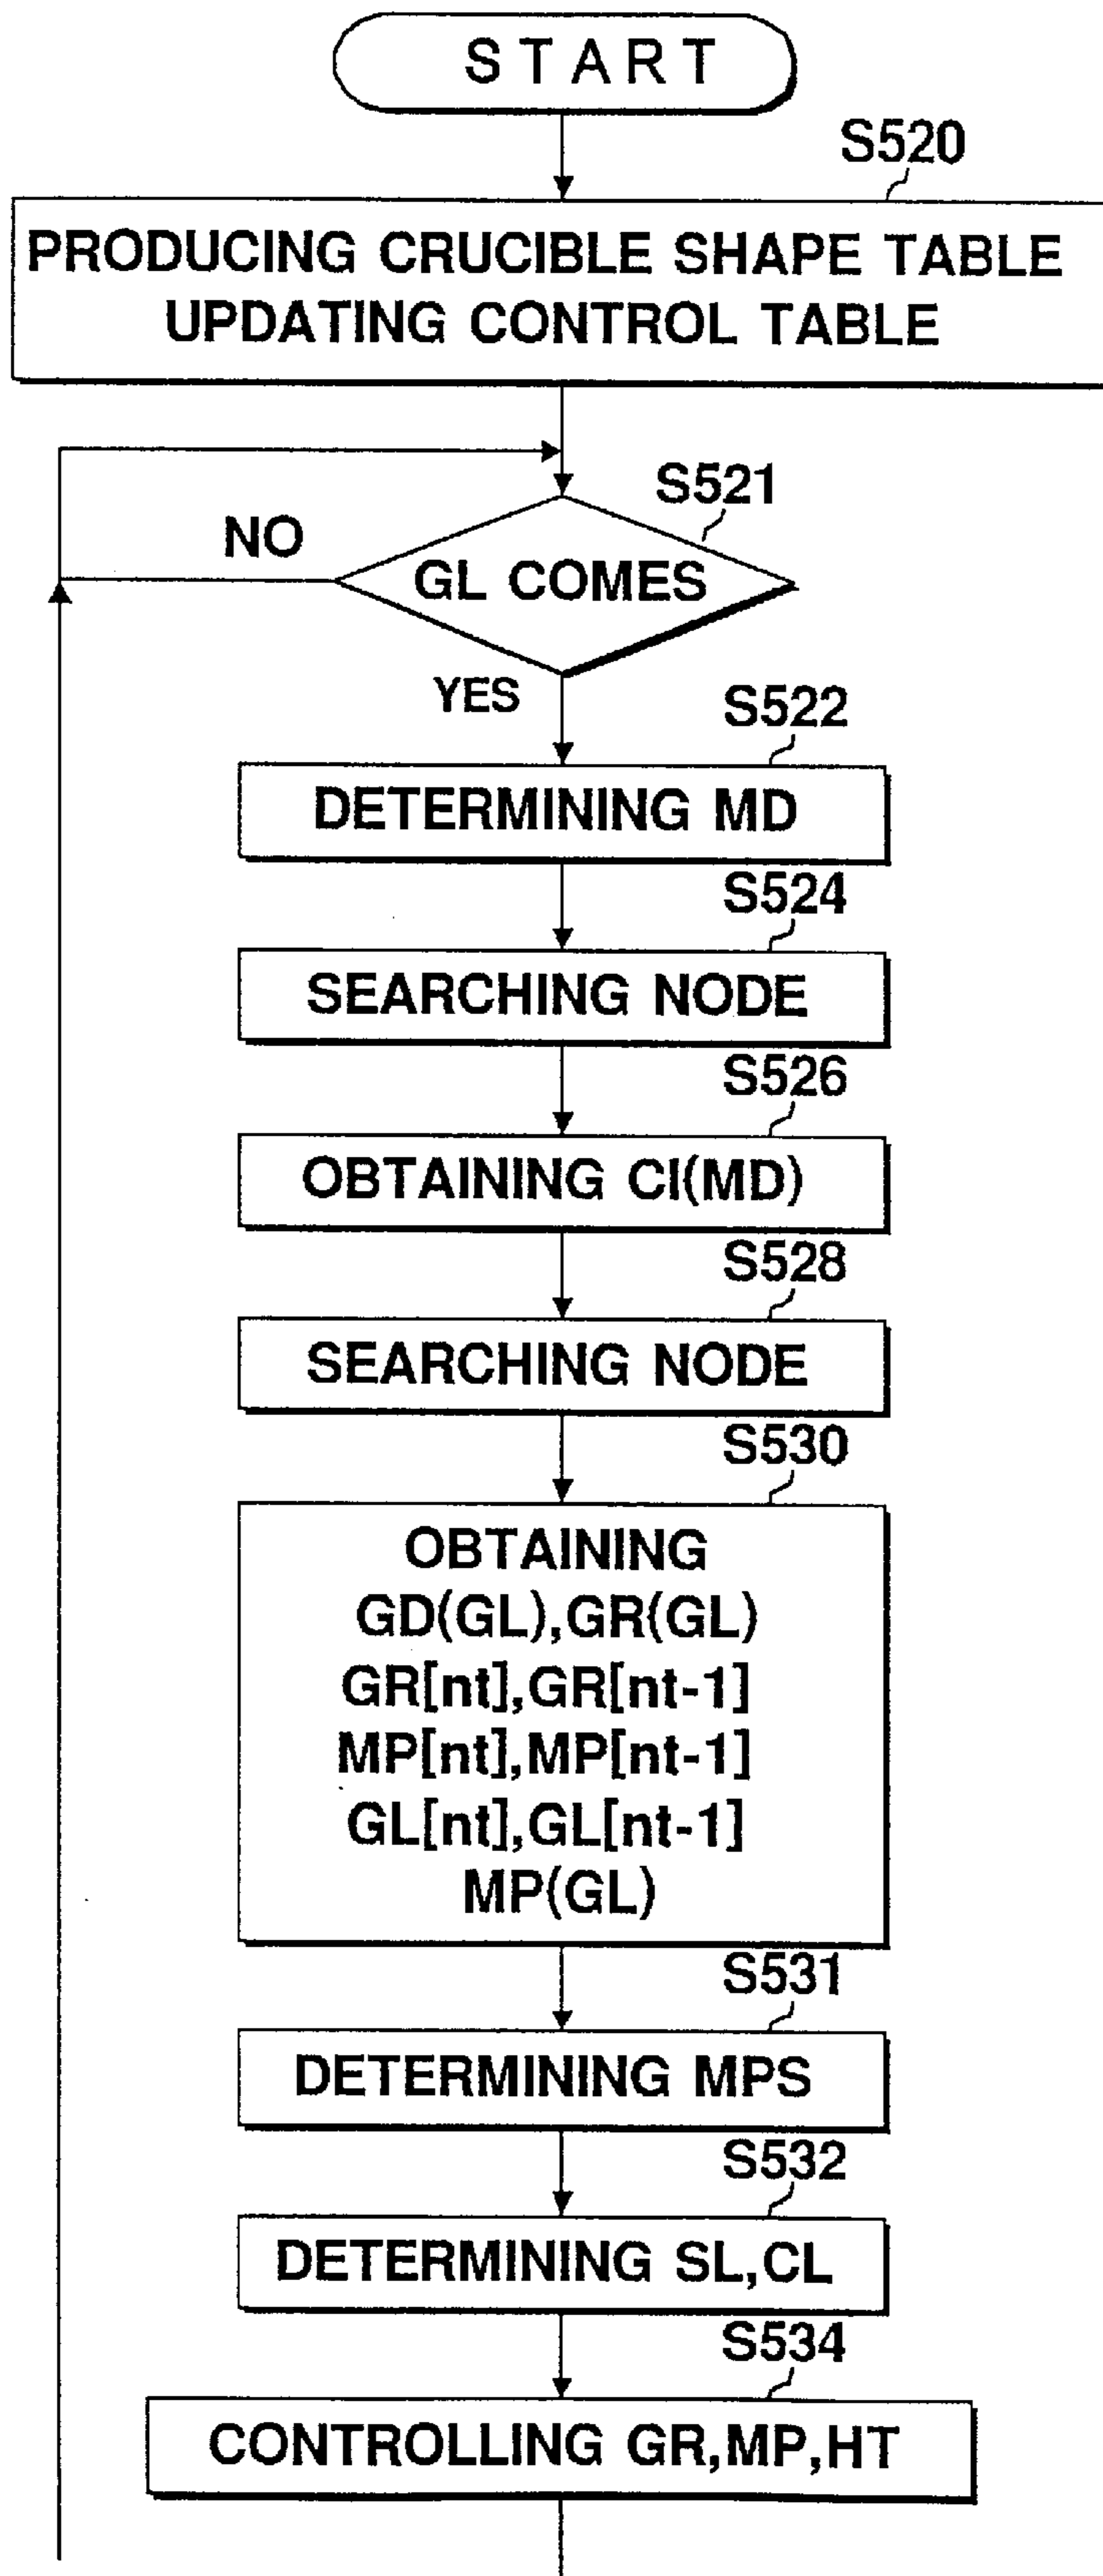 START
S520
PRODUCING CRUCIBLE SHAPE TABLE
UPDATING CONTROL TABLE
S521
NO
GL COMES
YES
S522
DETERMINING MD
S524
SEARCHING NODE
S526
OBTAINING CI(MD)
S528
SEARCHING NODE
S530
OBTAINING
GD(GL),GR(GL)
GR[nt],GR[nt-1]
MP[nt],MP[nt-1]
GL[nt],GL[nt-1]
MP(GL)
S531
DETERMINING MPS
S532
DETERMINING SL,CL
S534
CONTROLLING GR,MP,HT